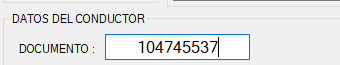 DATOS DEL CONDUCTOR
DOCUMENTO : 104745537